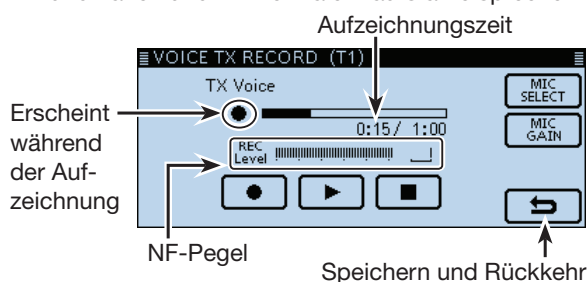 Aufzeichnungszeit
VOICE TX RECORD (T1)
TX Voice
MIC
SELECT
Erscheint
während
der Auf-
zeichnung
0:15/ 1:00
MIC
GAIN
REC
Level
NF-Pegel
Speichern und Rückkehr